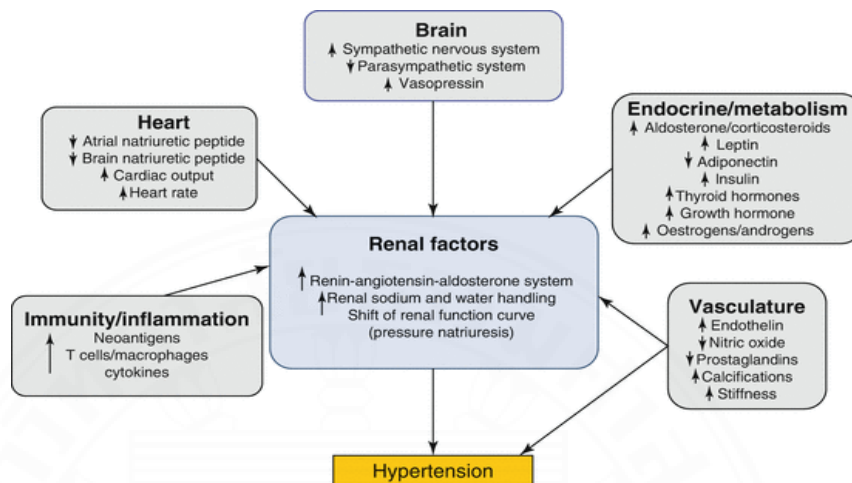 Brain
↑ Sympathetic nervous system
↓ Parasympathetic system
↑ Vasopressin
Heart
↓ Atrial natriuretic peptide
↓ Brain natriuretic peptide
↑ Cardiac output
↑ Heart rate
Endocrine/metabolism
↑ Aldosterone/corticosteroids
↑ Leptin
↓ Adiponectin
↑ Insulin
↑ Thyroid hormones
↑ Growth hormone
↑ Oestrogens/androgens
Renal factors
↑ Renin-angiotensin-aldosterone system
↑ Renal sodium and water handling
Shift of renal function curve
(pressure natriuresis)
Immunity/inflammation
↑ Neoantigens
T cells/macrophages
cytokines
Vasculature
↑ Endothelin
↓ Nitric oxide
↓ Prostaglandins
↑ Calcifications
↑ Stiffness
Hypertension